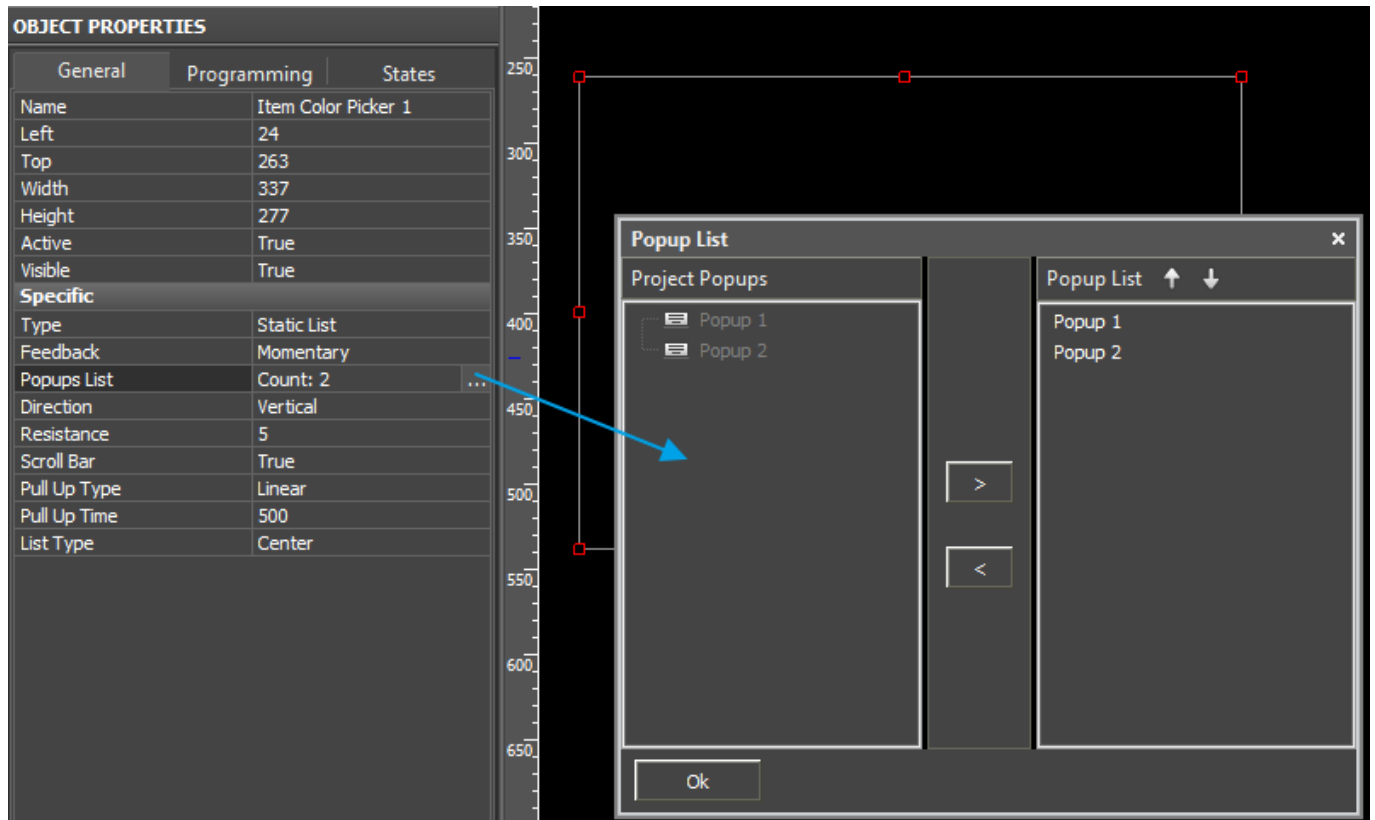 OBJECT PROPERTIES
General Programming States
Name Item Color Picker 1
Left 24
Top 263
Width 337
Height 277
Active True
Visible True
Specific
Type Static List
Feedback Momentary
Popups List Count: 2 ...
Direction Vertical
Resistance 5
Scroll Bar True
Pull Up Type Linear
Pull Up Time 500
List Type Center
250
300
350
400
450
500
550
600
650
Popup List ×
Project Popups
Popup 1
Popup 2
>
<
Popup List
Popup 1
Popup 2
Ok